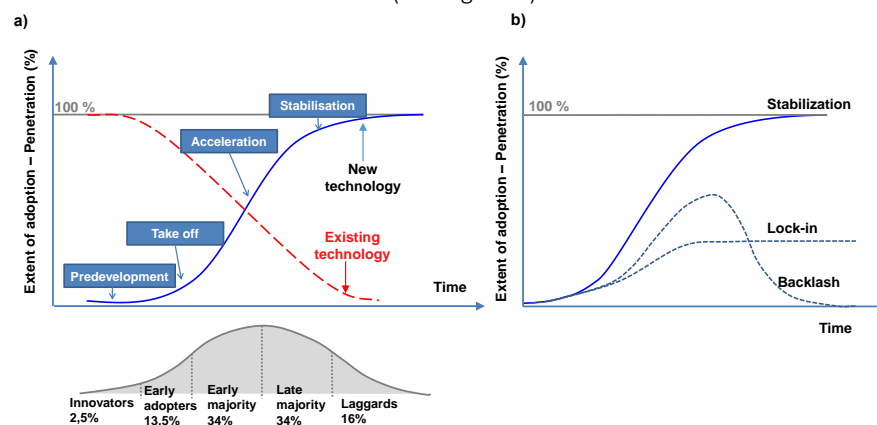 a)
Extent of adoption – Penetration (%)
100 %
Stabilisation
Acceleration
New
technology
Take off
Existing
technology
Predevelopment
Time
Innovators
2,5%
Early
adopters
13.5%
Early
majority
34%
Late
majority
34%
Laggards
16%
b)
Extent of adoption – Penetration (%)
100 %
Stabilization
Lock-in
Backlash
Time